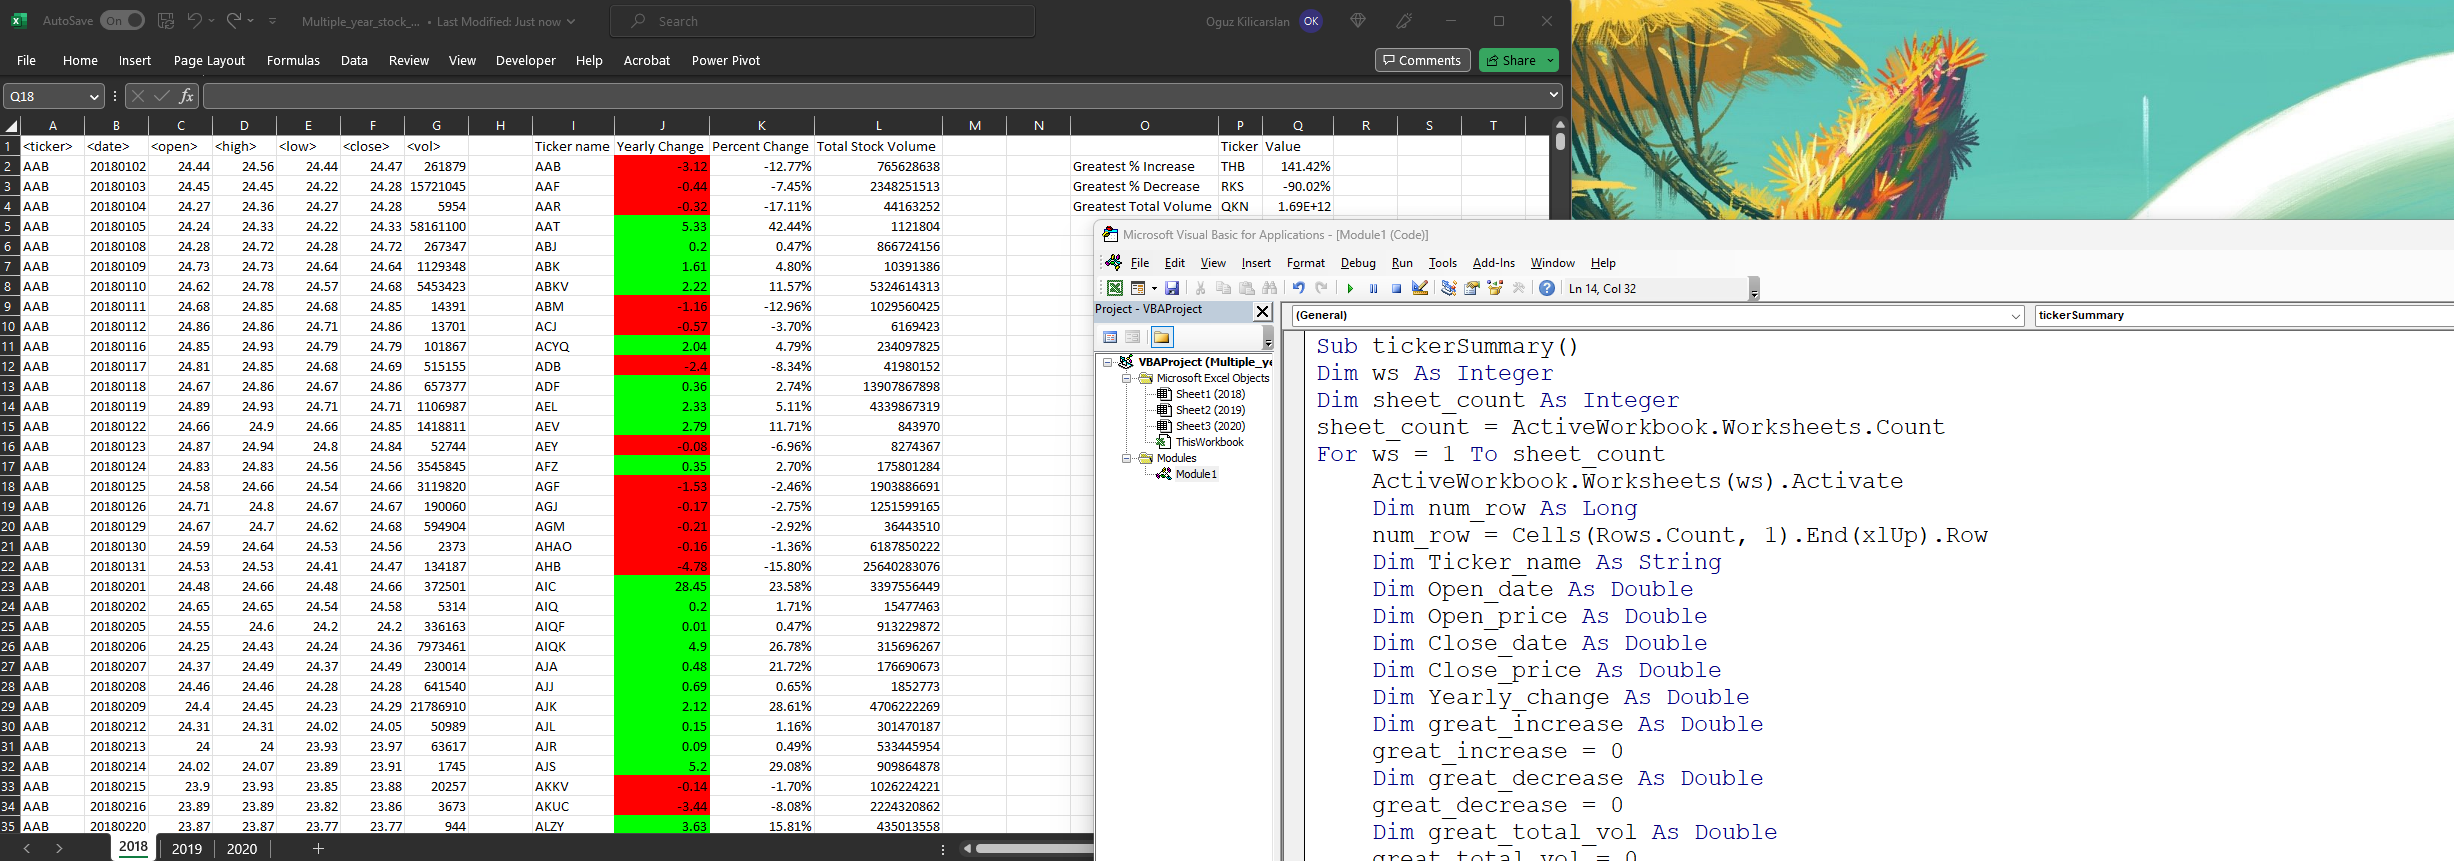 AutoSave On Multiple_year_stock_... • Last Modified: Just now Search Oguz Kilicarslan OK
File Home Insert Page Layout Formulas Data Review View Developer Help Acrobat Power Pivot Comments Share
Q18 fx
A B C D E F G H I J K L M N O P Q R S T
1 <ticker> <date> <open> <high> <low> <close> <vol> Ticker name Yearly Change Percent Change Total Stock Volume Ticker Value
2 AAB 20180102 24.44 24.56 24.44 24.47 261879 AAB -3.12 -12.77% 765628638 Greatest % Increase THB 141.42%
3 AAB 20180103 24.45 24.45 24.22 24.28 15721045 AAF -0.44 -7.45% 2348251513 Greatest % Decrease RKS -90.02%
4 AAB 20180104 24.27 24.36 24.27 24.28 5954 AAR -0.32 -17.11% 44163252 Greatest Total Volume QKN 1.69E+12
5 AAB 20180105 24.24 24.33 24.22 24.33 58161100 AAT 5.33 42.44% 1121804
6 AAB 20180108 24.28 24.72 24.28 24.72 267347 ABJ 0.2 0.47% 866724156
7 AAB 20180109 24.73 24.73 24.64 24.64 1129348 ABK 1.61 4.80% 10391386
8 AAB 20180110 24.62 24.78 24.57 24.68 5453423 ABKV 2.22 11.57% 5324614313
9 AAB 20180111 24.68 24.85 24.68 24.85 14391 ABM -1.16 -12.96% 1029560425
10 AAB 20180112 24.86 24.86 24.71 24.86 13701 ACJ -0.57 -3.70% 6169423
11 AAB 20180116 24.85 24.93 24.79 24.79 101867 ACYQ 2.04 4.79% 234097825
12 AAB 20180117 24.81 24.85 24.68 24.69 515155 ADB -2.4 -8.34% 41980152
13 AAB 20180118 24.67 24.86 24.67 24.86 657377 ADF 0.36 2.74% 13907867898
14 AAB 20180119 24.89 24.93 24.71 24.71 1106987 AEL 2.33 5.11% 4339867319
15 AAB 20180122 24.66 24.9 24.66 24.85 1418811 AEV 2.79 11.71% 843970
16 AAB 20180123 24.87 24.94 24.8 24.84 52744 AEY -0.08 -6.96% 8274367
17 AAB 20180124 24.83 24.83 24.56 24.56 3545845 AFZ 0.35 2.70% 175801284
18 AAB 20180125 24.58 24.66 24.54 24.66 3119820 AGF -1.53 -2.46% 1903886691
19 AAB 20180126 24.71 24.8 24.67 24.67 190060 AGJ -0.17 -2.75% 1251599165
20 AAB 20180129 24.67 24.7 24.62 24.68 594904 AGM -0.21 -2.92% 36443510
21 AAB 20180130 24.59 24.64 24.53 24.56 2373 AHAO -0.16 -1.36% 6187850222
22 AAB 20180131 24.53 24.53 24.41 24.47 134187 AHB -4.78 -15.80% 25640283076
23 AAB 20180201 24.48 24.66 24.48 24.66 372501 AIC 28.45 23.58% 3397556449
24 AAB 20180202 24.65 24.65 24.54 24.58 5314 AIQ 0.2 1.71% 15477463
25 AAB 20180205 24.55 24.6 24.2 24.2 336163 AIQF 0.01 0.47% 913229872
26 AAB 20180206 24.25 24.43 24.24 24.36 7973461 AIQK 4.9 26.78% 315696267
27 AAB 20180207 24.37 24.49 24.37 24.49 230014 AJA 0.48 21.72% 176690673
28 AAB 20180208 24.46 24.46 24.28 24.28 641540 AJJ 0.69 0.65% 1852773
29 AAB 20180209 24.4 24.45 24.23 24.29 21786910 AJK 2.12 28.61% 4706222269
30 AAB 20180212 24.31 24.31 24.02 24.05 50989 AJL 0.15 1.16% 301470187
31 AAB 20180213 24 24 23.93 23.97 63617 AJR 0.09 0.49% 533445954
32 AAB 20180214 24.02 24.07 23.89 23.91 1745 AJS 5.2 29.08% 909864878
33 AAB 20180215 23.9 23.93 23.85 23.88 20257 AKKV -0.14 -1.70% 1026224221
34 AAB 20180216 23.89 23.89 23.82 23.86 3673 AKUC -3.44 -8.08% 2224320862
35 AAB 20180220 23.87 23.87 23.77 23.77 944 ALZY 3.63 15.81% 435013558
2018 2019 2020
Microsoft Visual Basic for Applications - [Module1 (Code)]
File Edit View Insert Format Debug Run Tools Add-Ins Window Help
Ln 14, Col 32
Project - VBAProject
VBAProject (Multiple_ye
Microsoft Excel Objects
Sheet1 (2018)
Sheet2 (2019)
Sheet3 (2020)
ThisWorkbook
Modules
Module1
(General) tickerSummary
Sub tickerSummary()
Dim ws As Integer
Dim sheet_count As Integer
sheet_count = ActiveWorkbook.Worksheets.Count
For ws = 1 To sheet_count
ActiveWorkbook.Worksheets(ws).Activate
Dim num_row As Long
num_row = Cells(Rows.Count, 1).End(xlUp).Row
Dim Ticker_name As String
Dim Open_date As Double
Dim Open_price As Double
Dim Close_date As Double
Dim Close_price As Double
Dim Yearly_change As Double
Dim great_increase As Double
great_increase = 0
Dim great_decrease As Double
great_decrease = 0
Dim great_total_vol As Double
great_total_vol = 0